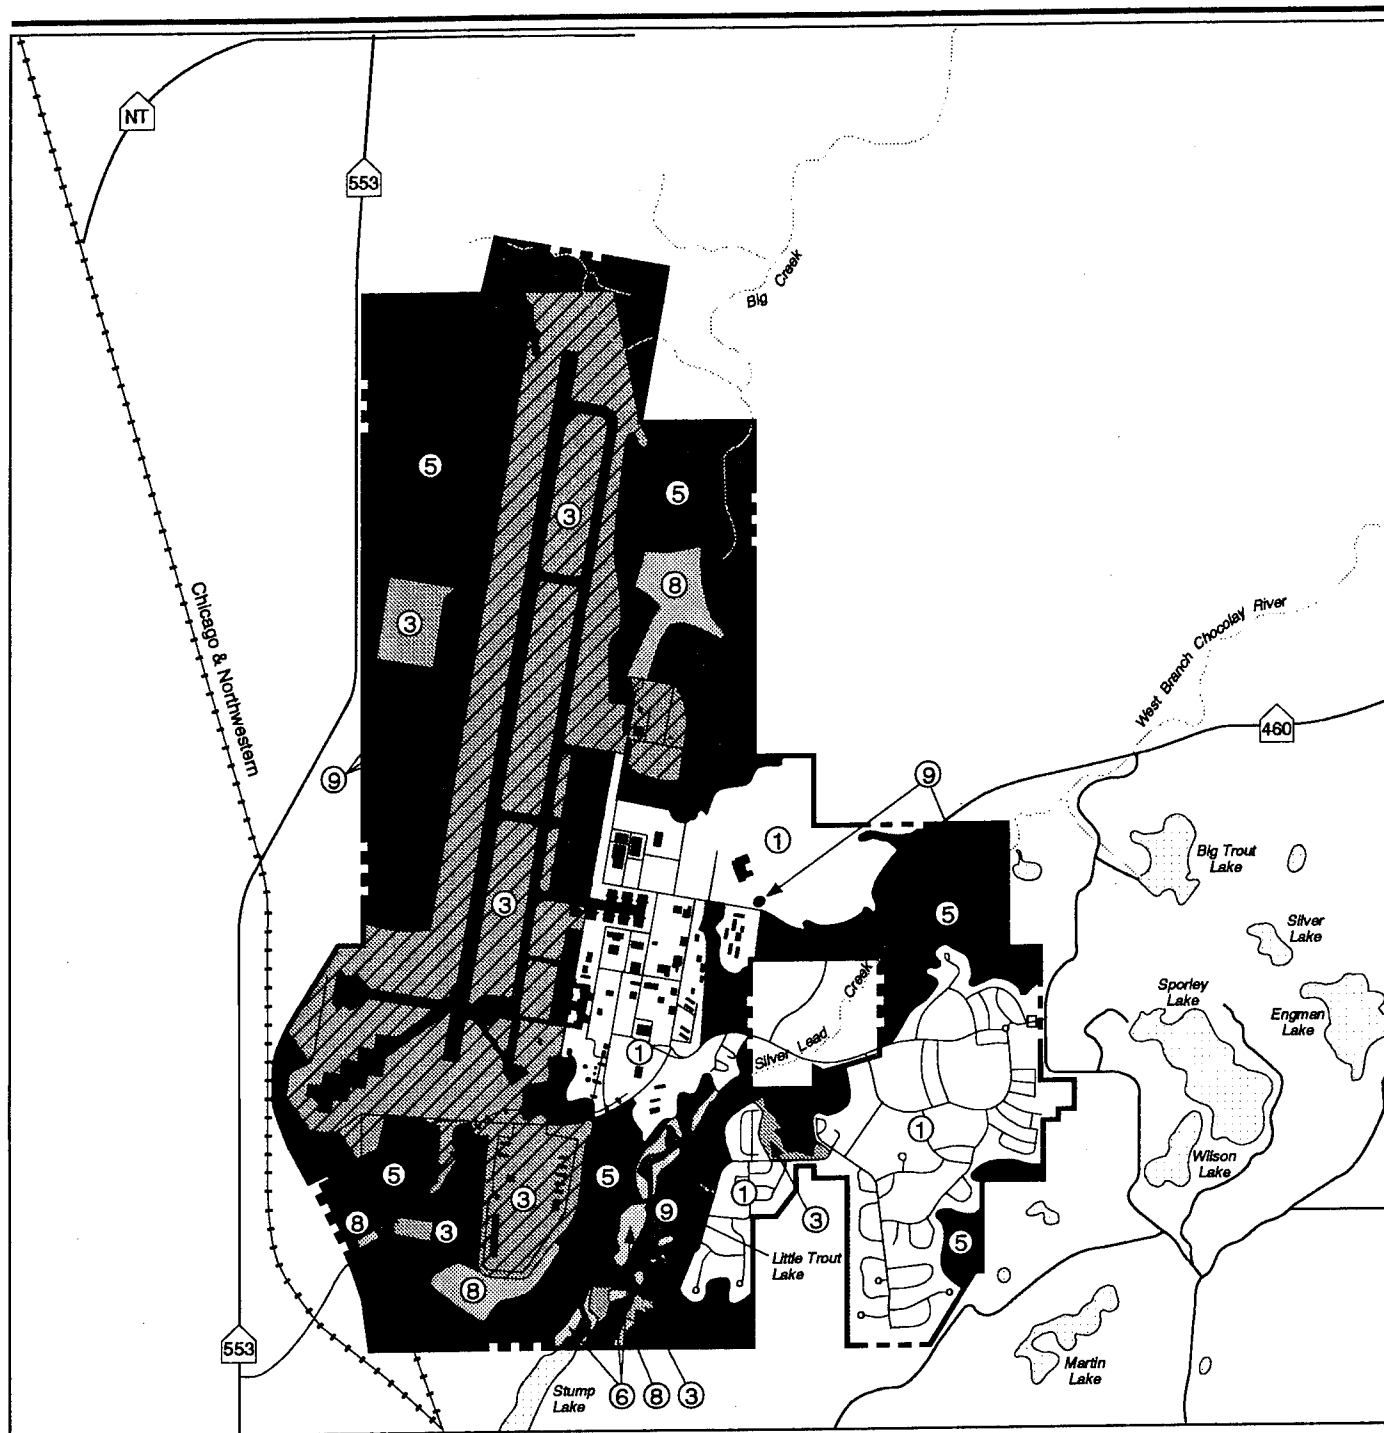 NT
553
Big Creek
5
5
3
8
3
Chicago & Northwestern
West Branch Chocolay River
460
9
9
1
Big Trout
Lake
3
5
Silver
Lake
Creek
Sporley
Lake
Engman
Lake
1
Silver Lead
1
Wilson
Lake
5
3
5
1
9
3
8
3
5
Little Trout
Lake
8
553
Martin
Lake
Stump
Lake
6
8
3